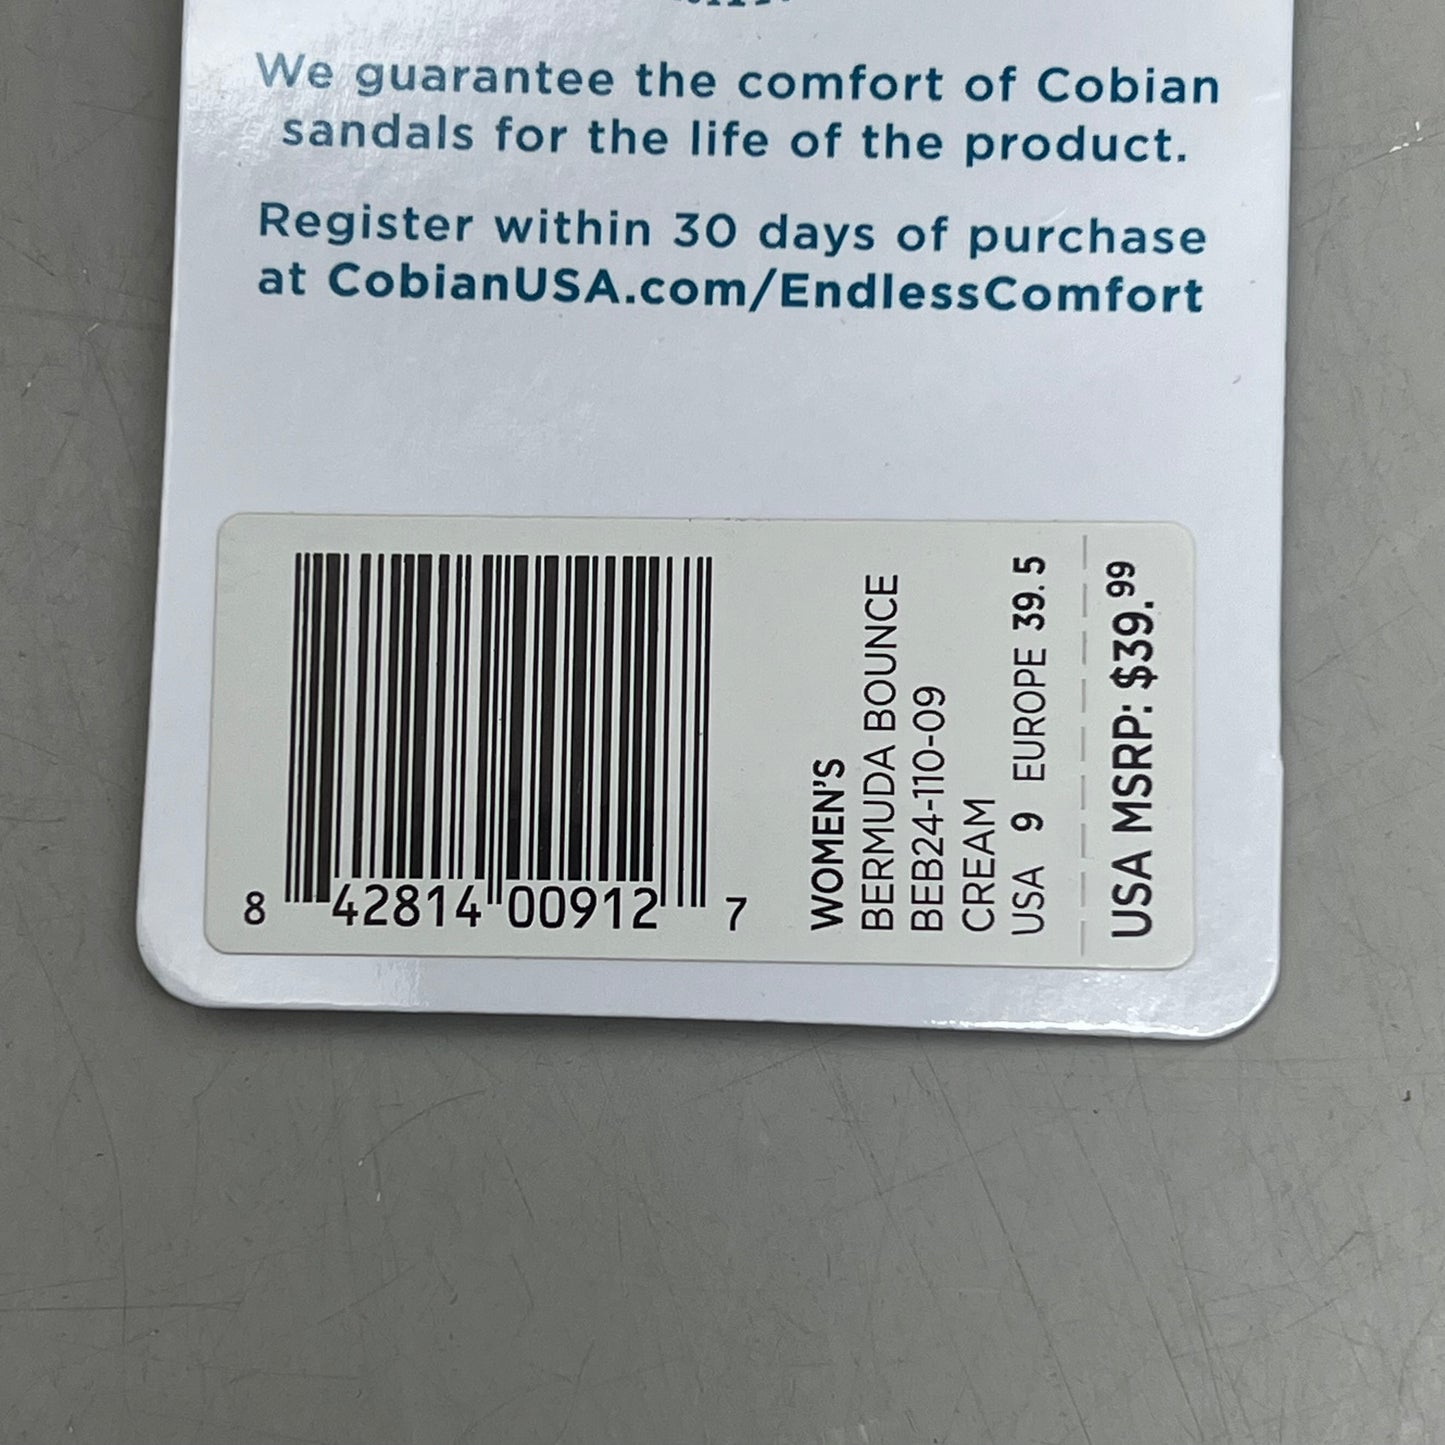 We guarantee the comfort of Cobian
sandals for the life of the product.
Register within 30 days of purchase
at CobianUSA.com/EndlessComfort
8 42814 00912 7
WOMEN'S
BERMUDA BOUNCE
BEB24-110-09
CREAM
USA 9 EUROPE 39.5
USA MSRP: $39.99